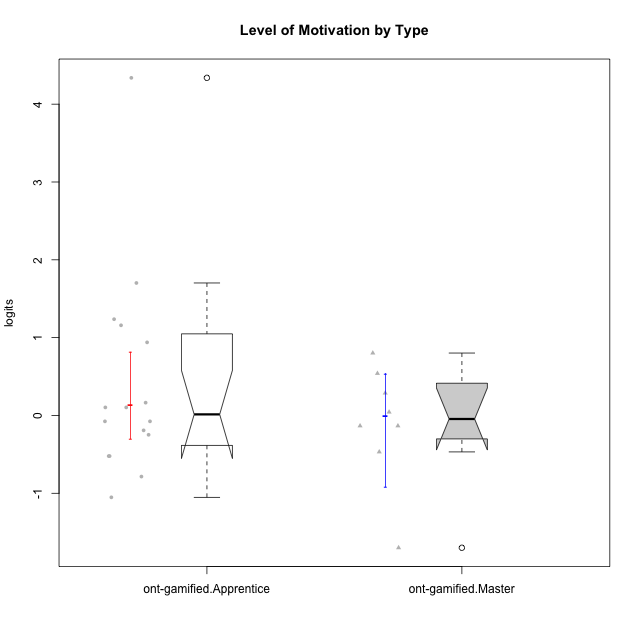 Level of Motivation by Type
logits
4
3
2
1
0
-1
ont-gamified.Apprentice
ont-gamified.Master